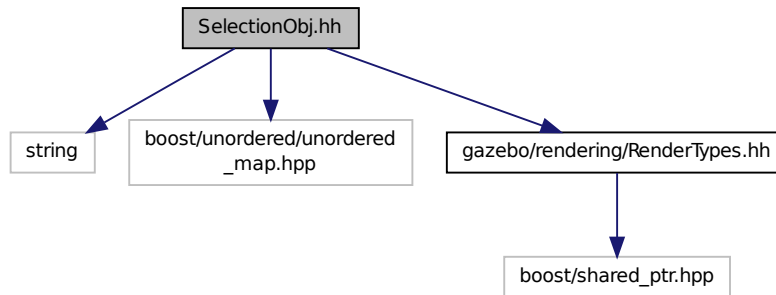 SelectionObj.hh
string
boost/unordered/unordered
_map.hpp
gazebo/rendering/RenderTypes.hh
boost/shared_ptr.hpp